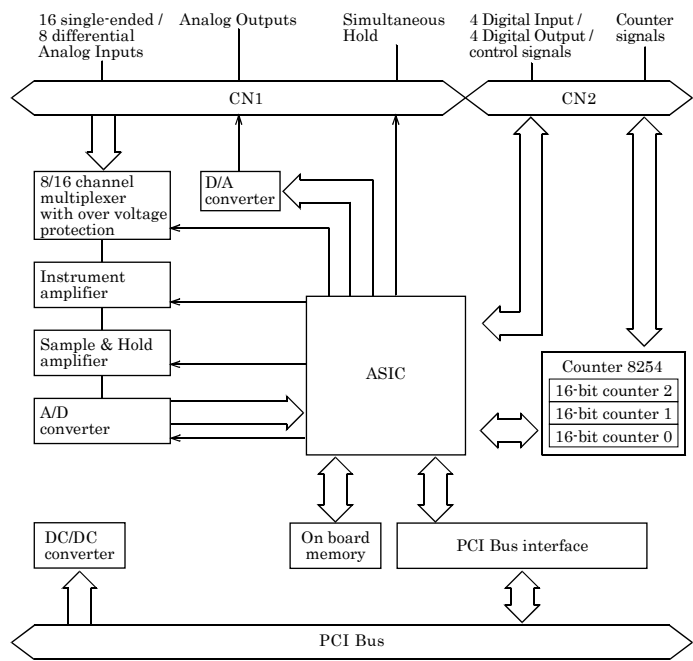 16 single-ended /
8 differential
Analog Inputs
Analog Outputs
Simultaneous
Hold
4 Digital Input /
4 Digital Output /
control signals
Counter
signals
CN1
CN2
8/16 channel
multiplexer
with over voltage
protection
D/A
converter
Instrument
amplifier
Sample & Hold
amplifier
ASIC
Counter 8254
16-bit counter 2
16-bit counter 1
16-bit counter 0
A/D
converter
DC/DC
converter
On board
memory
PCI Bus interface
PCI Bus